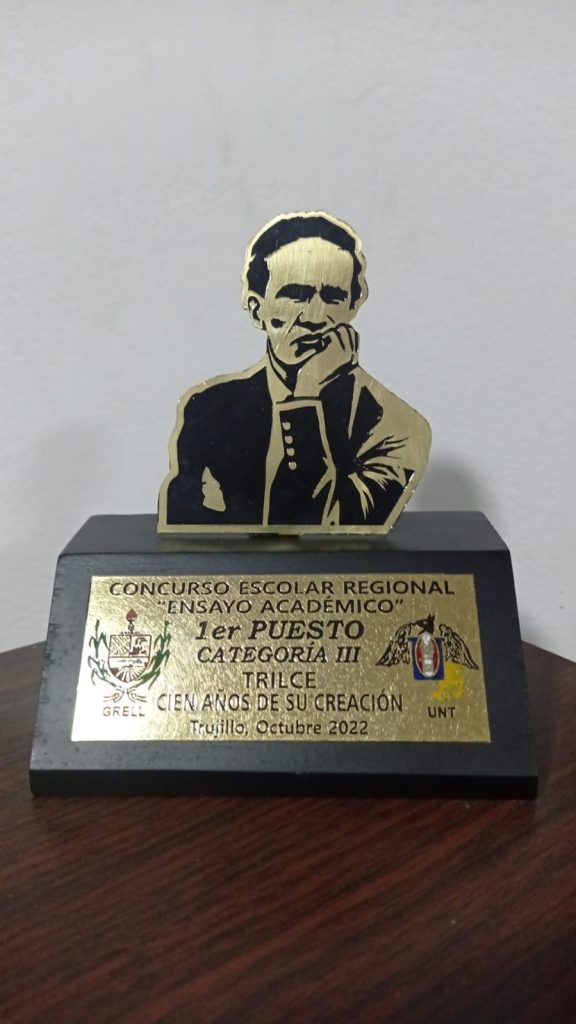 CONCURSO ESCOLAR REGIONAL
"ENSAYO ACADÉMICO"
1er PUESTO
CATEGORÍA III
TRILCE
CIEN AÑOS DE SU CREACIÓN
GRELL
UNT
Trujillo, Octubre 2022